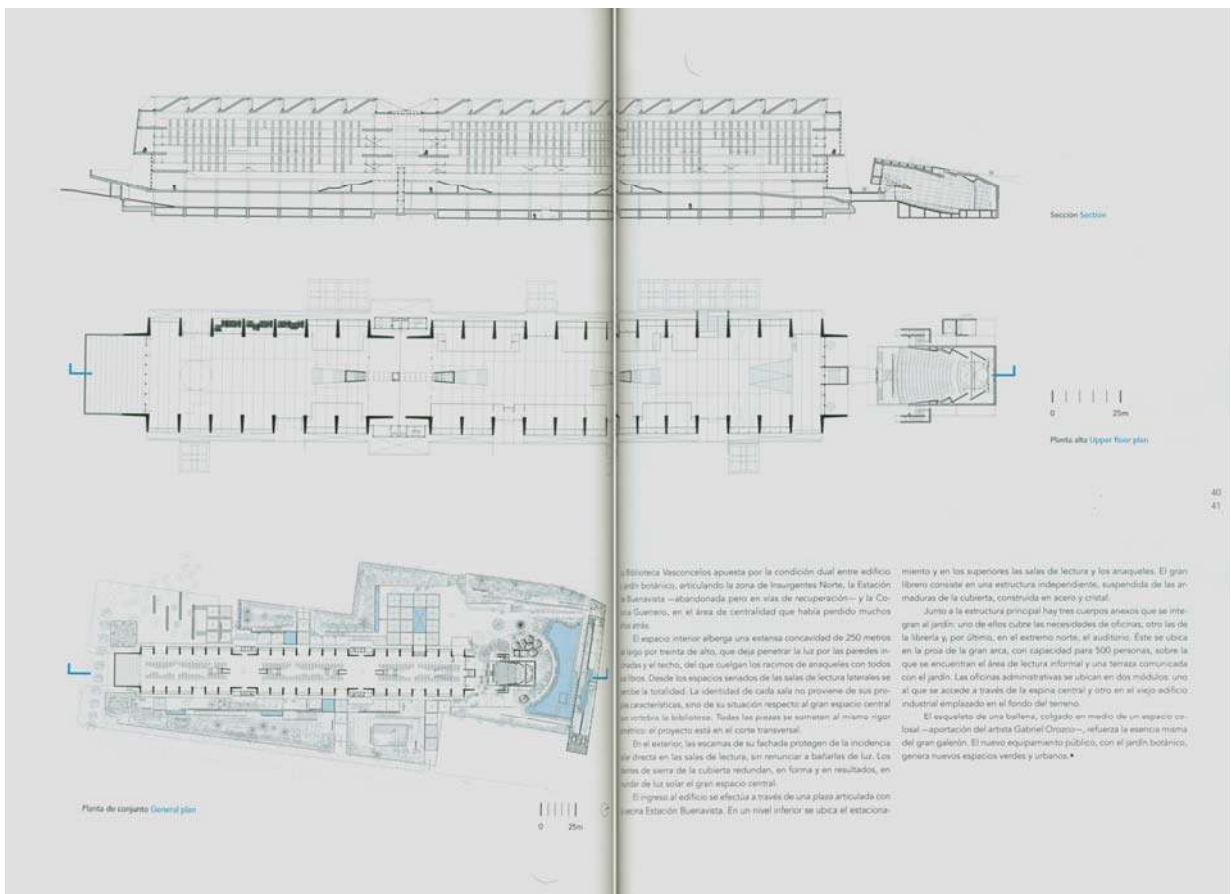 Sección Section
0 25m
Planta alta Upper floor plan
40
41
Biblioteca Vasconcelos apuesta por la condición dual entre edificio
jardín botánico, articulando la zona de Insurgentes Norte, la Estación
Buenavista —abandonada pero en vías de recuperación— y la Co-
Guerrero, en el área de centralidad que había perdido muchos
atrás.
El espacio interior alberga una extensa concavidad de 250 metros
largo por treinta de alto, que deja penetrar la luz por las paredes in-
y el techo, del que cuelgan los racimos de anaqueles con todos
libros. Desde los espacios seriados de las salas de lectura laterales se
la totalidad. La identidad de cada sala no proviene de sus pro-
características, sino de su situación respecto al gran espacio central
vertebra la biblioteca. Todas las piezas se someten al mismo rigor
el proyecto está en el corte transversal.
En el exterior, las escamas de su fachada protegen de la incidencia
directa en las salas de lectura, sin renunciar a bañarlas de luz. Los
de sierra de la cubierta redundan, en forma y en resultados, en
de luz solar el gran espacio central.
El ingreso al edificio se efectúa a través de una plaza articulada con
Estación Buenavista. En un nivel inferior se ubica el estaciona-
miento y en los superiores las salas de lectura y los anaqueles. El gran
librero consiste en una estructura independiente, suspendida de las ar-
maduras de la cubierta, construida en acero y cristal.
Junto a la estructura principal hay tres cuerpos anexos que se inte-
gran al jardín: uno de ellos cubre las necesidades de oficinas, otro las de
la librería y, por último, en el extremo norte, el auditorio. Éste se ubica
en la proa de la gran arca, con capacidad para 500 personas, sobre la
que se encuentran el área de lectura informal y una terraza comunicada
con el jardín. Las oficinas administrativas se ubican en dos módulos: uno
al que se accede a través de la espina central y otro en el viejo edificio
industrial emplazado en el fondo del terreno.
El esqueleto de una ballena, colgado en medio de un espacio co-
losal —aportación del artista Gabriel Orozco—, refuerza la esencia misma
del gran galerón. El nuevo equipamiento público, con el jardín botánico,
genera nuevos espacios verdes y urbanos.•
Planta de conjunto General plan
0 25m